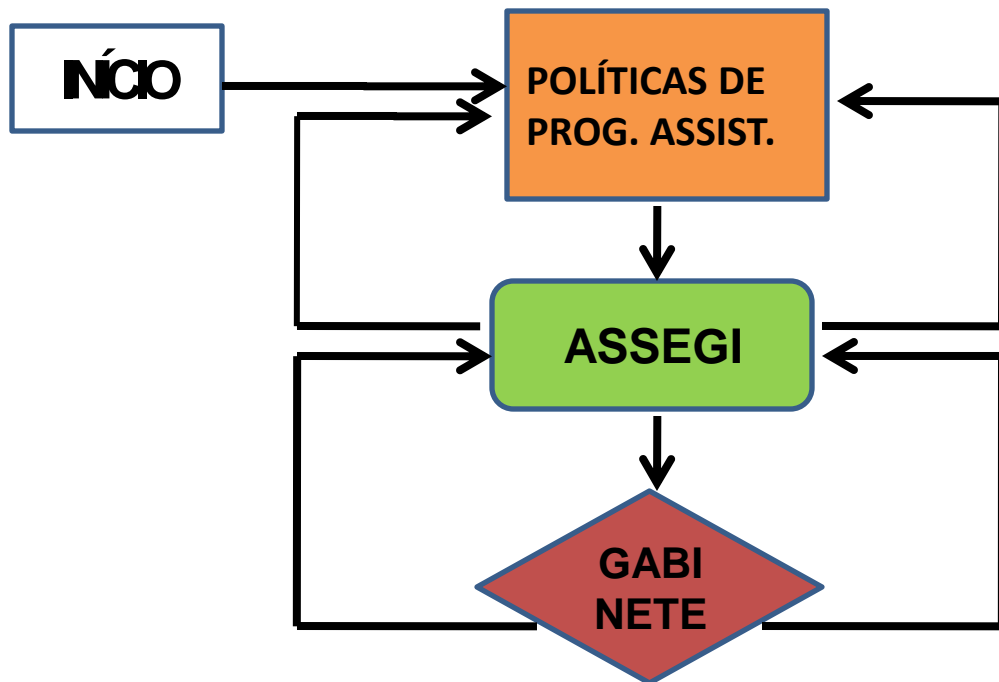 INÍCIO
POLÍTICAS DE
PROG. ASSIST.
ASSEGI
GABI
NETE